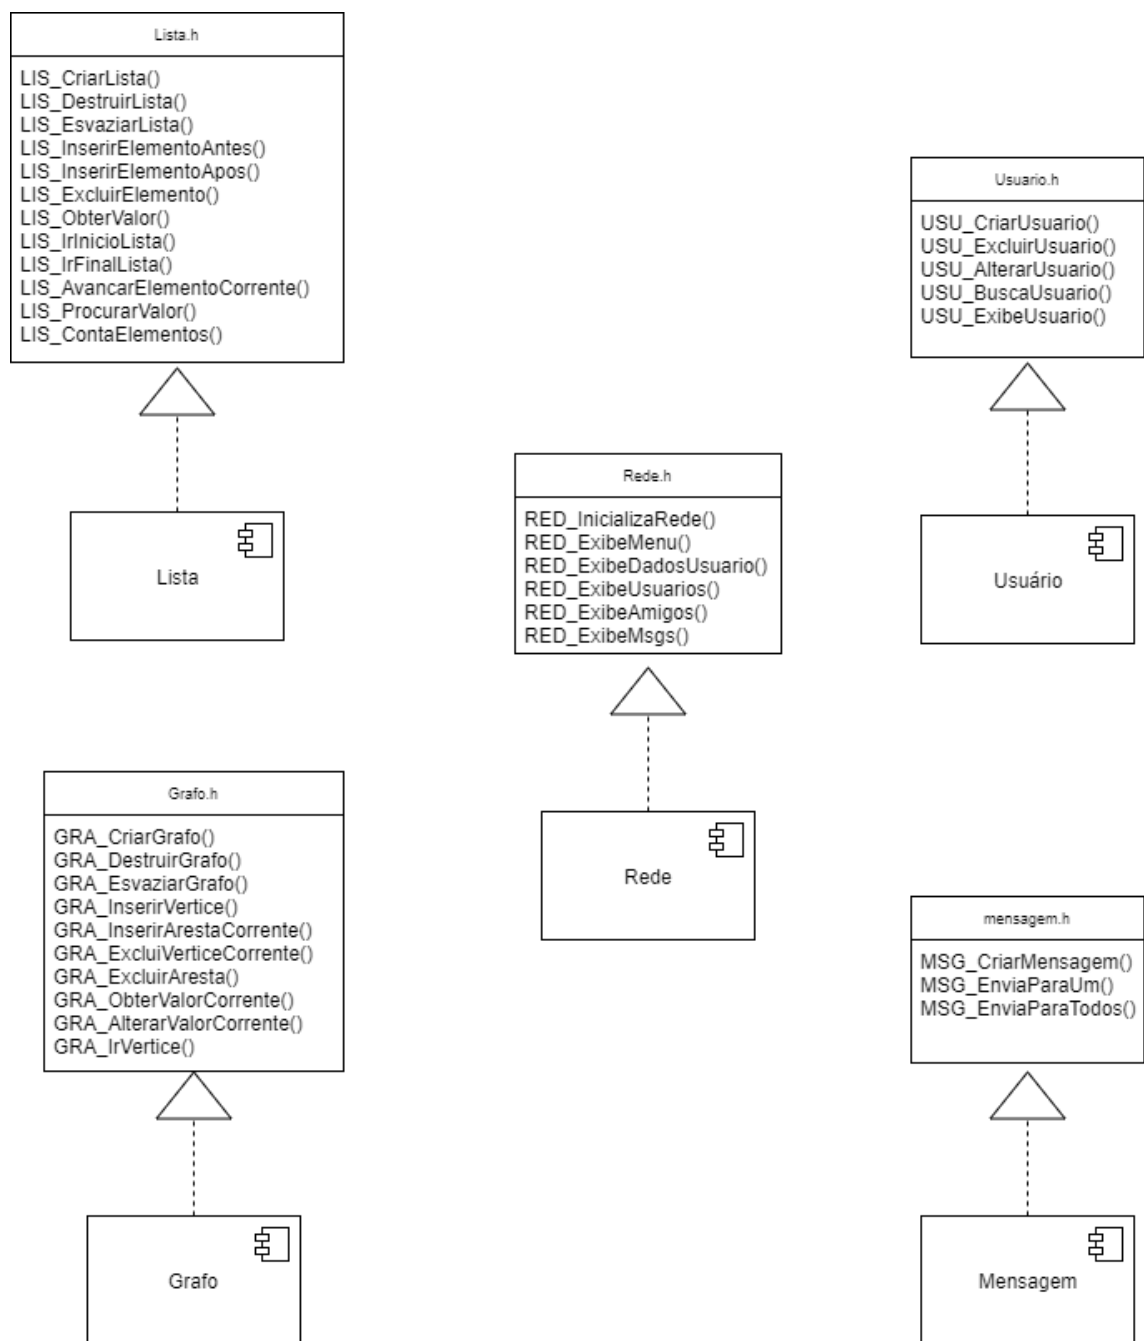 Lista.h
LIS_CriarLista()
LIS_DestruirLista()
LIS_EsvaziarLista()
LIS_InserirElementoAntes()
LIS_InserirElementoApos()
LIS_ExcluirElemento()
LIS_ObterValor()
LIS_IrInicioLista()
LIS_IrFinalLista()
LIS_AvancarElementoCorrente()
LIS_ProcurarValor()
LIS_ContaElementos()
Lista
Usuario.h
USU_CriarUsuario()
USU_ExcluirUsuario()
USU_AlterarUsuario()
USU_BuscaUsuario()
USU_ExibeUsuario()
Usuário
Rede.h
RED_InicializaRede()
RED_ExibeMenu()
RED_ExibeDadosUsuario()
RED_ExibeUsuarios()
RED_ExibeAmigos()
RED_ExibeMsgs()
Rede
Grafo.h
GRA_CriarGrafo()
GRA_DestruirGrafo()
GRA_EsvaziarGrafo()
GRA_InserirVertice()
GRA_InserirArestaCorrente()
GRA_ExcluiVerticeCorrente()
GRA_ExcluirAresta()
GRA_ObterValorCorrente()
GRA_AlterarValorCorrente()
GRA_IrVertice()
Grafo
mensagem.h
MSG_CriarMensagem()
MSG_EnviaParaUm()
MSG_EnviaParaTodos()
Mensagem